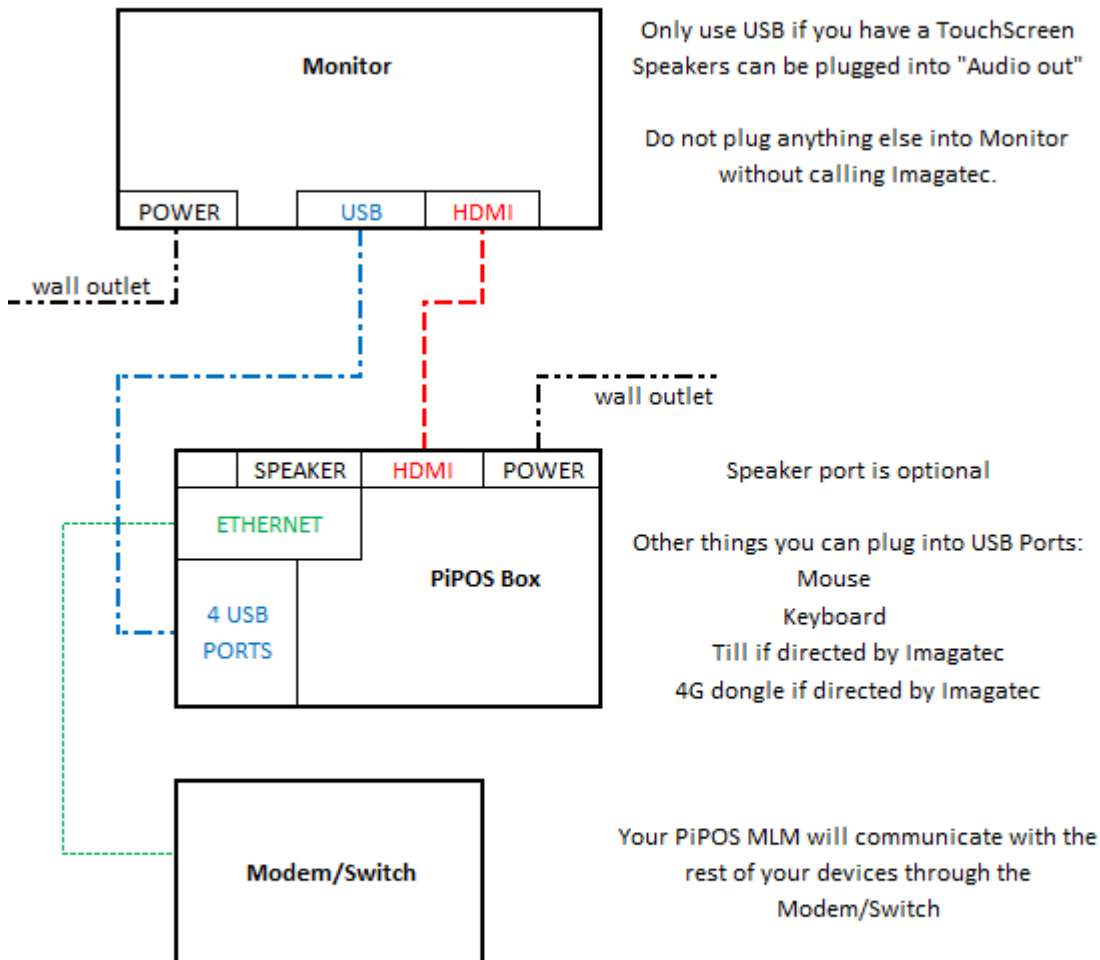 Only use USB if you have a TouchScreen
Speakers can be plugged into "Audio out"
Monitor
Do not plug anything else into Monitor
without calling Imagatec.
POWER
USB
HDMI
wall outlet
wall outlet
SPEAKER
HDMI
POWER
Speaker port is optional
ETHERNET
Other things you can plug into USB Ports:
PiPOS Box
Mouse
4 USB
PORTS
Keyboard
Till if directed by Imagatec
4G dongle if directed by Imagatec
Modem/Switch
Your PiPOS MLM will communicate with the
rest of your devices through the
Modem/Switch